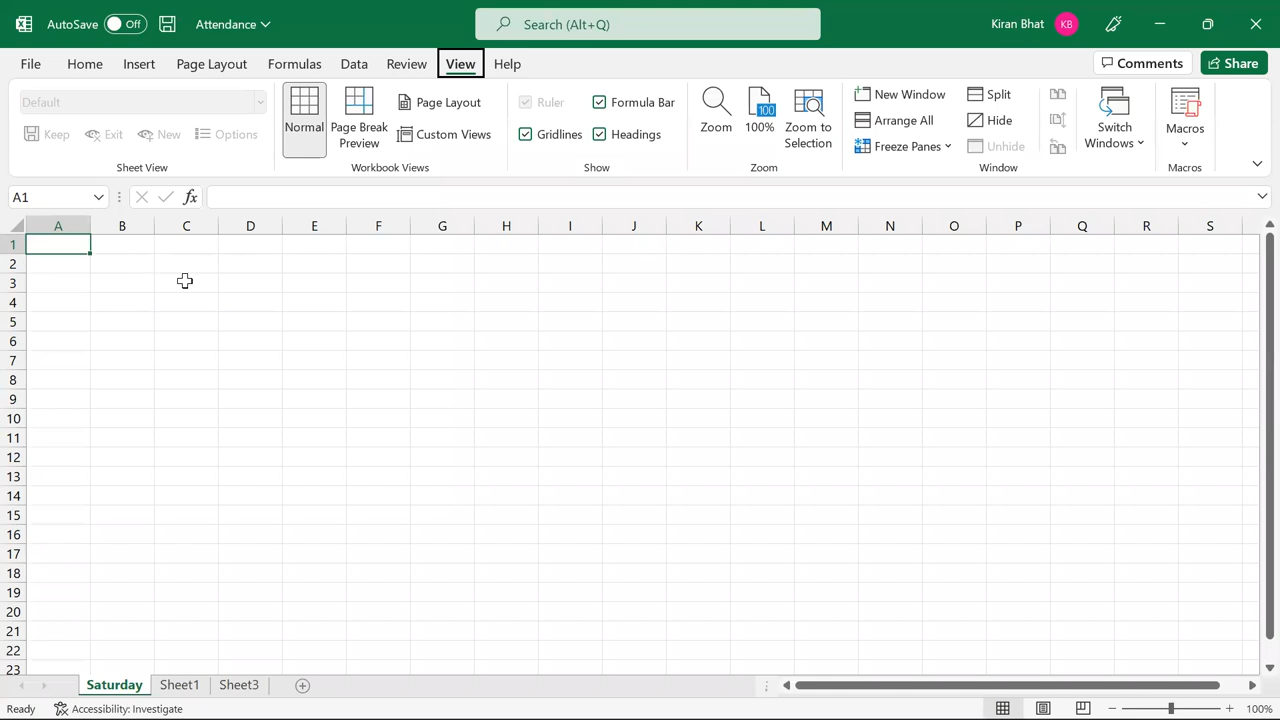 AutoSave Off Attendance Search (Alt+Q) Kiran Bhat KB
File Home Insert Page Layout Formulas Data Review View Help Comments Share
Default
Keep Exit New Options
Sheet View
Normal
Page Break Preview
Page Layout
Custom Views
Workbook Views
Ruler Formula Bar
Gridlines Headings
Show
Zoom
100
100%
Zoom to Selection
Zoom
New Window
Arrange All
Freeze Panes
Split
Hide
Unhide
Switch Windows
Window
Macros
Macros
A1 fx
A B C D E F G H I J K L M N O P Q R S
1
2
3
4
5
6
7
8
9
10
11
12
13
14
15
16
17
18
19
20
21
22
23
Saturday Sheet1 Sheet3
Ready Accessibility: Investigate 100%